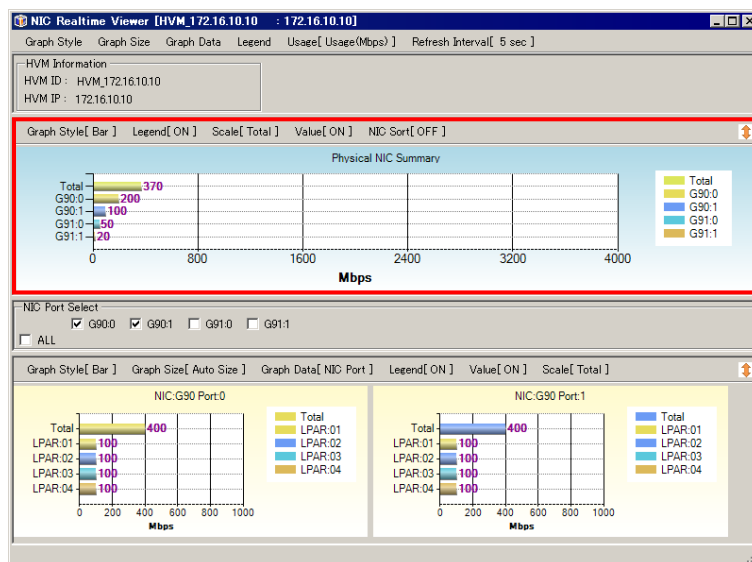 NIC Realtime Viewer [HVM_172.16.10.10 : 172.16.10.10]
Graph Style Graph Size Graph Data Legend Usage[ Usage(Mbps) ] Refresh Interval[ 5 sec ]
HVM Information
HVM ID : HVM_172.16.10.10
HVM IP : 172.16.10.10
Graph Style[ Bar ] Legend[ ON ] Scale[ Total ] Value[ ON ] NIC Sort[ OFF ]
Physical NIC Summary
Total 370
G90:0 200
G90:1 100
G91:0 50
G91:1 20
0 800 1600 2400 3200 4000
Mbps
Total
G90:0
G90:1
G91:0
G91:1
NIC Port Select
G90:0 G90:1 G91:0 G91:1
ALL
Graph Style[ Bar ] Graph Size[ Auto Size ] Graph Data[ NIC Port ] Legend[ ON ] Value[ ON ] Scale[ Total ]
NIC:G90 Port:0
Total 400
LPAR:01 100
LPAR:02 100
LPAR:03 100
LPAR:04 100
0 200 400 600 800 1000
Mbps
Total
LPAR:01
LPAR:02
LPAR:03
LPAR:04
NIC:G90 Port:1
Total 400
LPAR:01 100
LPAR:02 100
LPAR:03 100
LPAR:04 100
0 200 400 600 800 1000
Mbps
Total
LPAR:01
LPAR:02
LPAR:03
LPAR:04